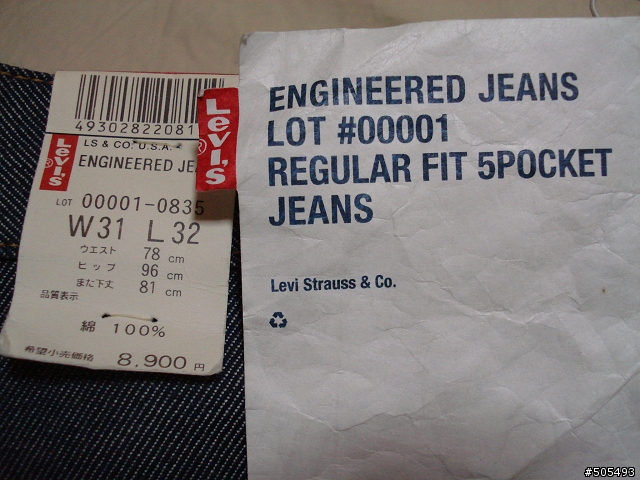 49302822081
LS & CO. U.S.A.
Levi's
®
ENGINEERED JE
LOT 00001-0835
W31 L32
ウエスト 78 cm
ヒップ 96 cm
また下丈 81 cm
品質表示
綿 100%
希望小売価格 8,900 円
Levi's
®
ENGINEERED JEANS
LOT #00001
REGULAR FIT 5POCKET
JEANS
Levi Strauss & Co.
#505493